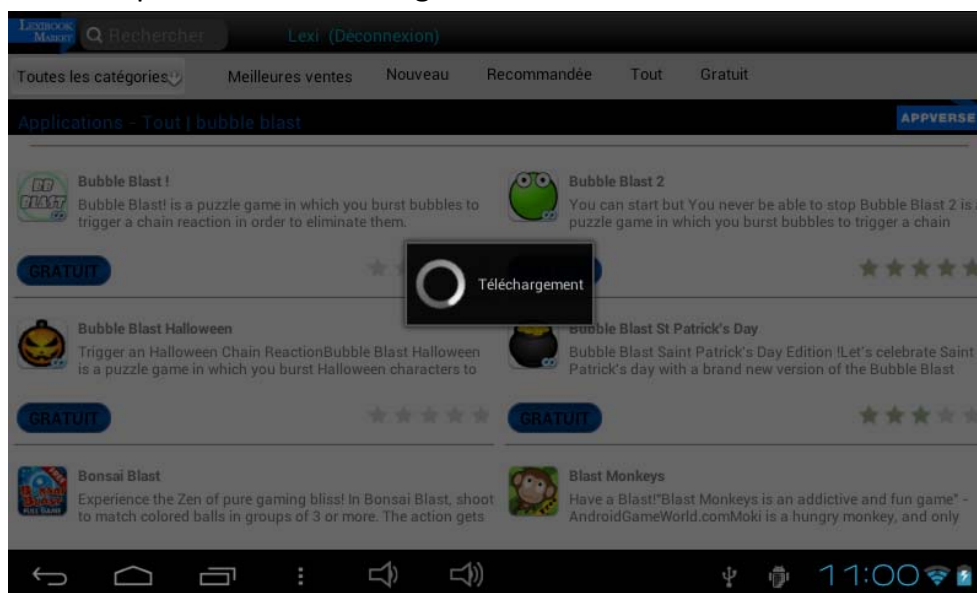 LEXIBOOK
MARKET
Rechercher
Lexi (Déconnexion)
Toutes les catégories
Meilleures ventes
Nouveau
Recommandée
Tout
Gratuit
Applications - Tout | bubble blast
APPVERSE
Bubble Blast !
Bubble Blast! is a puzzle game in which you burst bubbles to
trigger a chain reaction in order to eliminate them.
GRATUIT
Bubble Blast 2
You can start but You never be able to stop Bubble Blast 2 is a
puzzle game in which you burst bubbles to trigger a chain
Téléchargement
Bubble Blast Halloween
Trigger an Halloween Chain ReactionBubble Blast Halloween
is a puzzle game in which you burst Halloween characters to
GRATUIT
Bubble Blast St Patrick's Day
Bubble Blast Saint Patrick's Day Edition !Let's celebrate Saint
Patrick's day with a brand new version of the Bubble Blast
GRATUIT
Bonsai Blast
Experience the Zen of pure gaming bliss! In Bonsai Blast, shoot
to match colored balls in groups of 3 or more. The action gets
Blast Monkeys
Have a Blast!"Blast Monkeys is an addictive and fun game" -
AndroidGameWorld.comMoki is a hungry monkey, and only
11:00